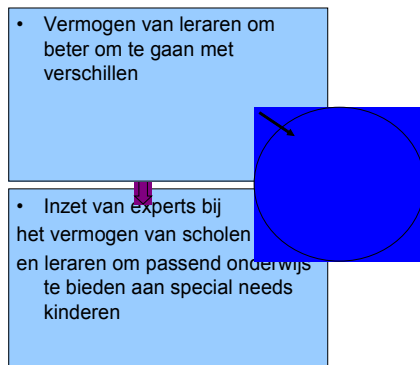 • Vermogen van leraren om
beter om te gaan met
verschillen
• Inzet van experts bij
het vermogen van scholen
en leraren om passend onderwijs
te bieden aan special needs
kinderen